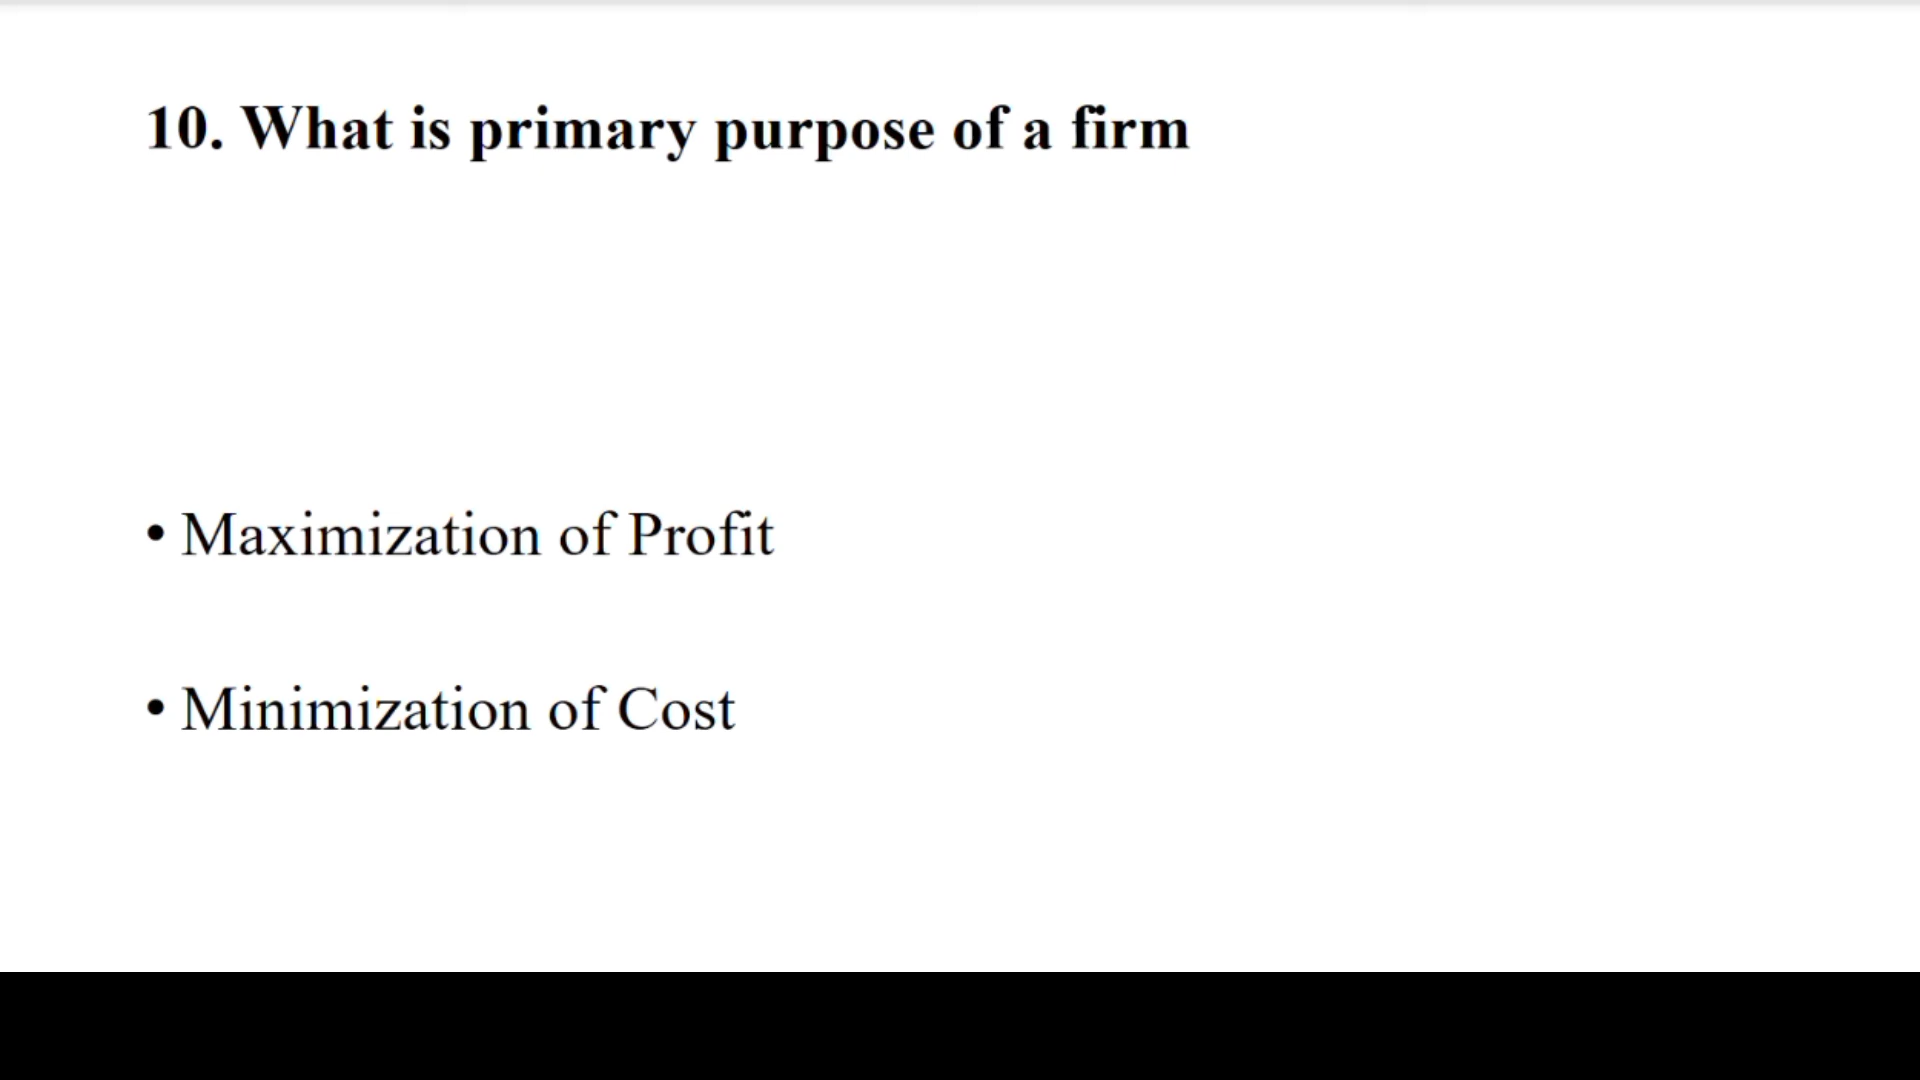 10. What is primary purpose of a firm
• Maximization of Profit
• Minimization of Cost